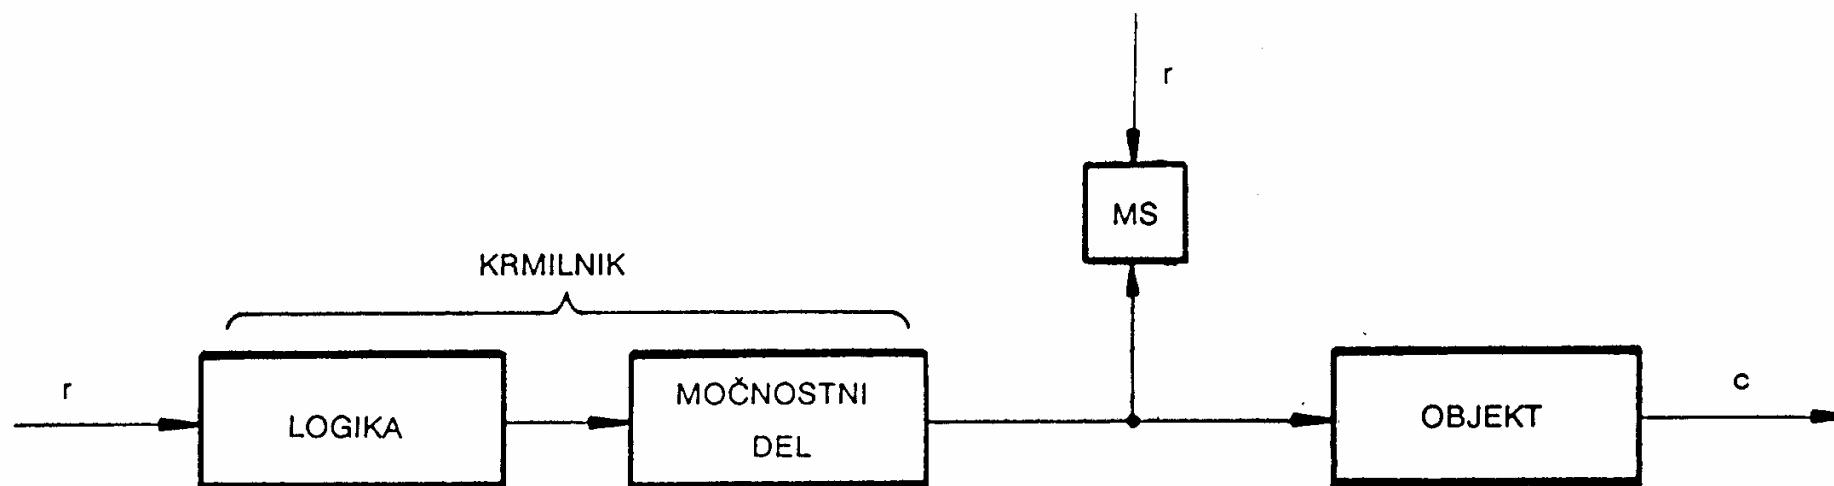 r
MS
KRMILNIK
r
LOGIKA
MOČNOSTNI
DEL
OBJEKT
c